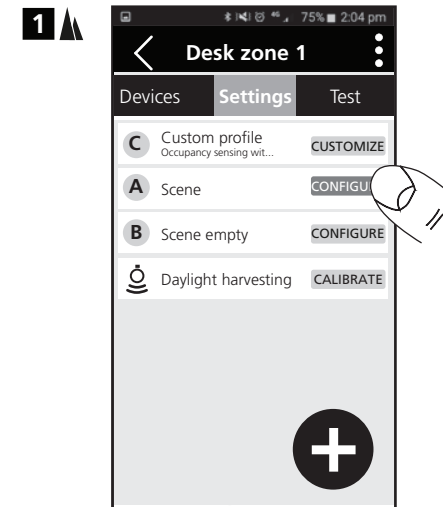 1
4G 75% 2:04 pm
Desk zone 1
Devices Settings Test
C Custom profile CUSTOMIZE
Occupancy sensing wit...
A Scene
B Scene empty CONFIGURE
Daylight harvesting CALIBRATE